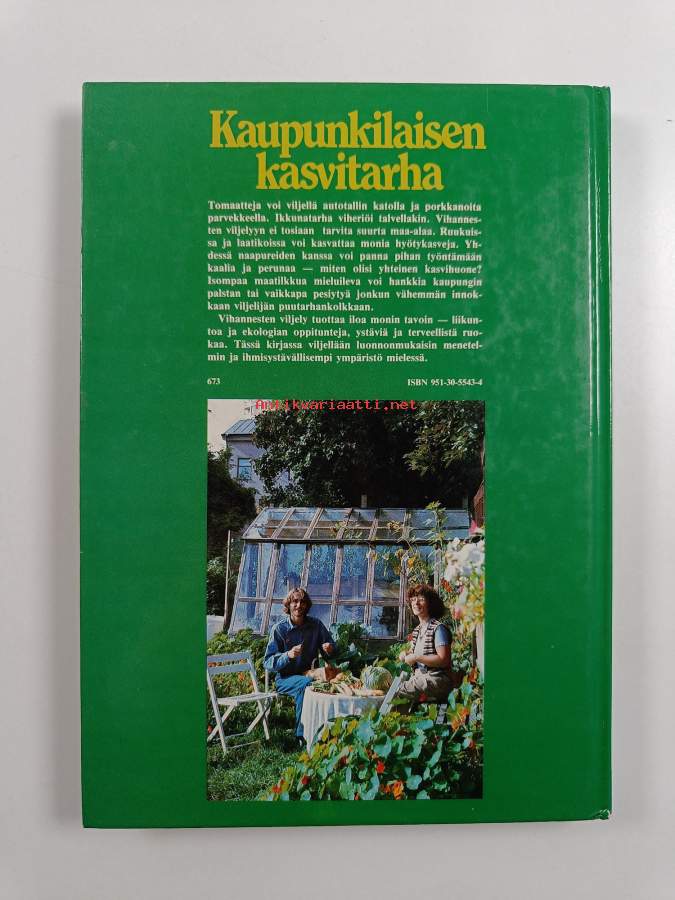 Kaupunkilaisen
kasvitarha
Tomaatteja voi viljellä autotallin katolla ja porkkanoita
parvekkeella. Ikkunatarha viheriöi talvellakin. Vihannes-
ten viljelyyn ei tosiaan tarvita suurta maa-alaa. Ruukuis-
sa ja laatikoissa voi kasvattaa monia hyötykasveja. Yh-
dessä naapureiden kanssa voi panna pihan työntämään
kaalia ja perunaa — miten olisi yhteinen kasvihuone?
Isompaa maatilkkua mieluileva voi hankkia kaupungin
palstan tai vaikkapa pesiytyä jonkun vähemmän innok-
kaan viljelijän puutarhankolkkaan.
Vihannesten viljely tuottaa iloa monin tavoin — liikun-
toa ja ekologian oppitunteja, ystäviä ja terveellistä ruo-
kaa. Tässä kirjassa viljellään luonnonmukaisin menetel-
min ja ihmisystävällisempi ympäristö mielessä.
673 ISBN 951-30-5543-4
Antikvariaatti.net